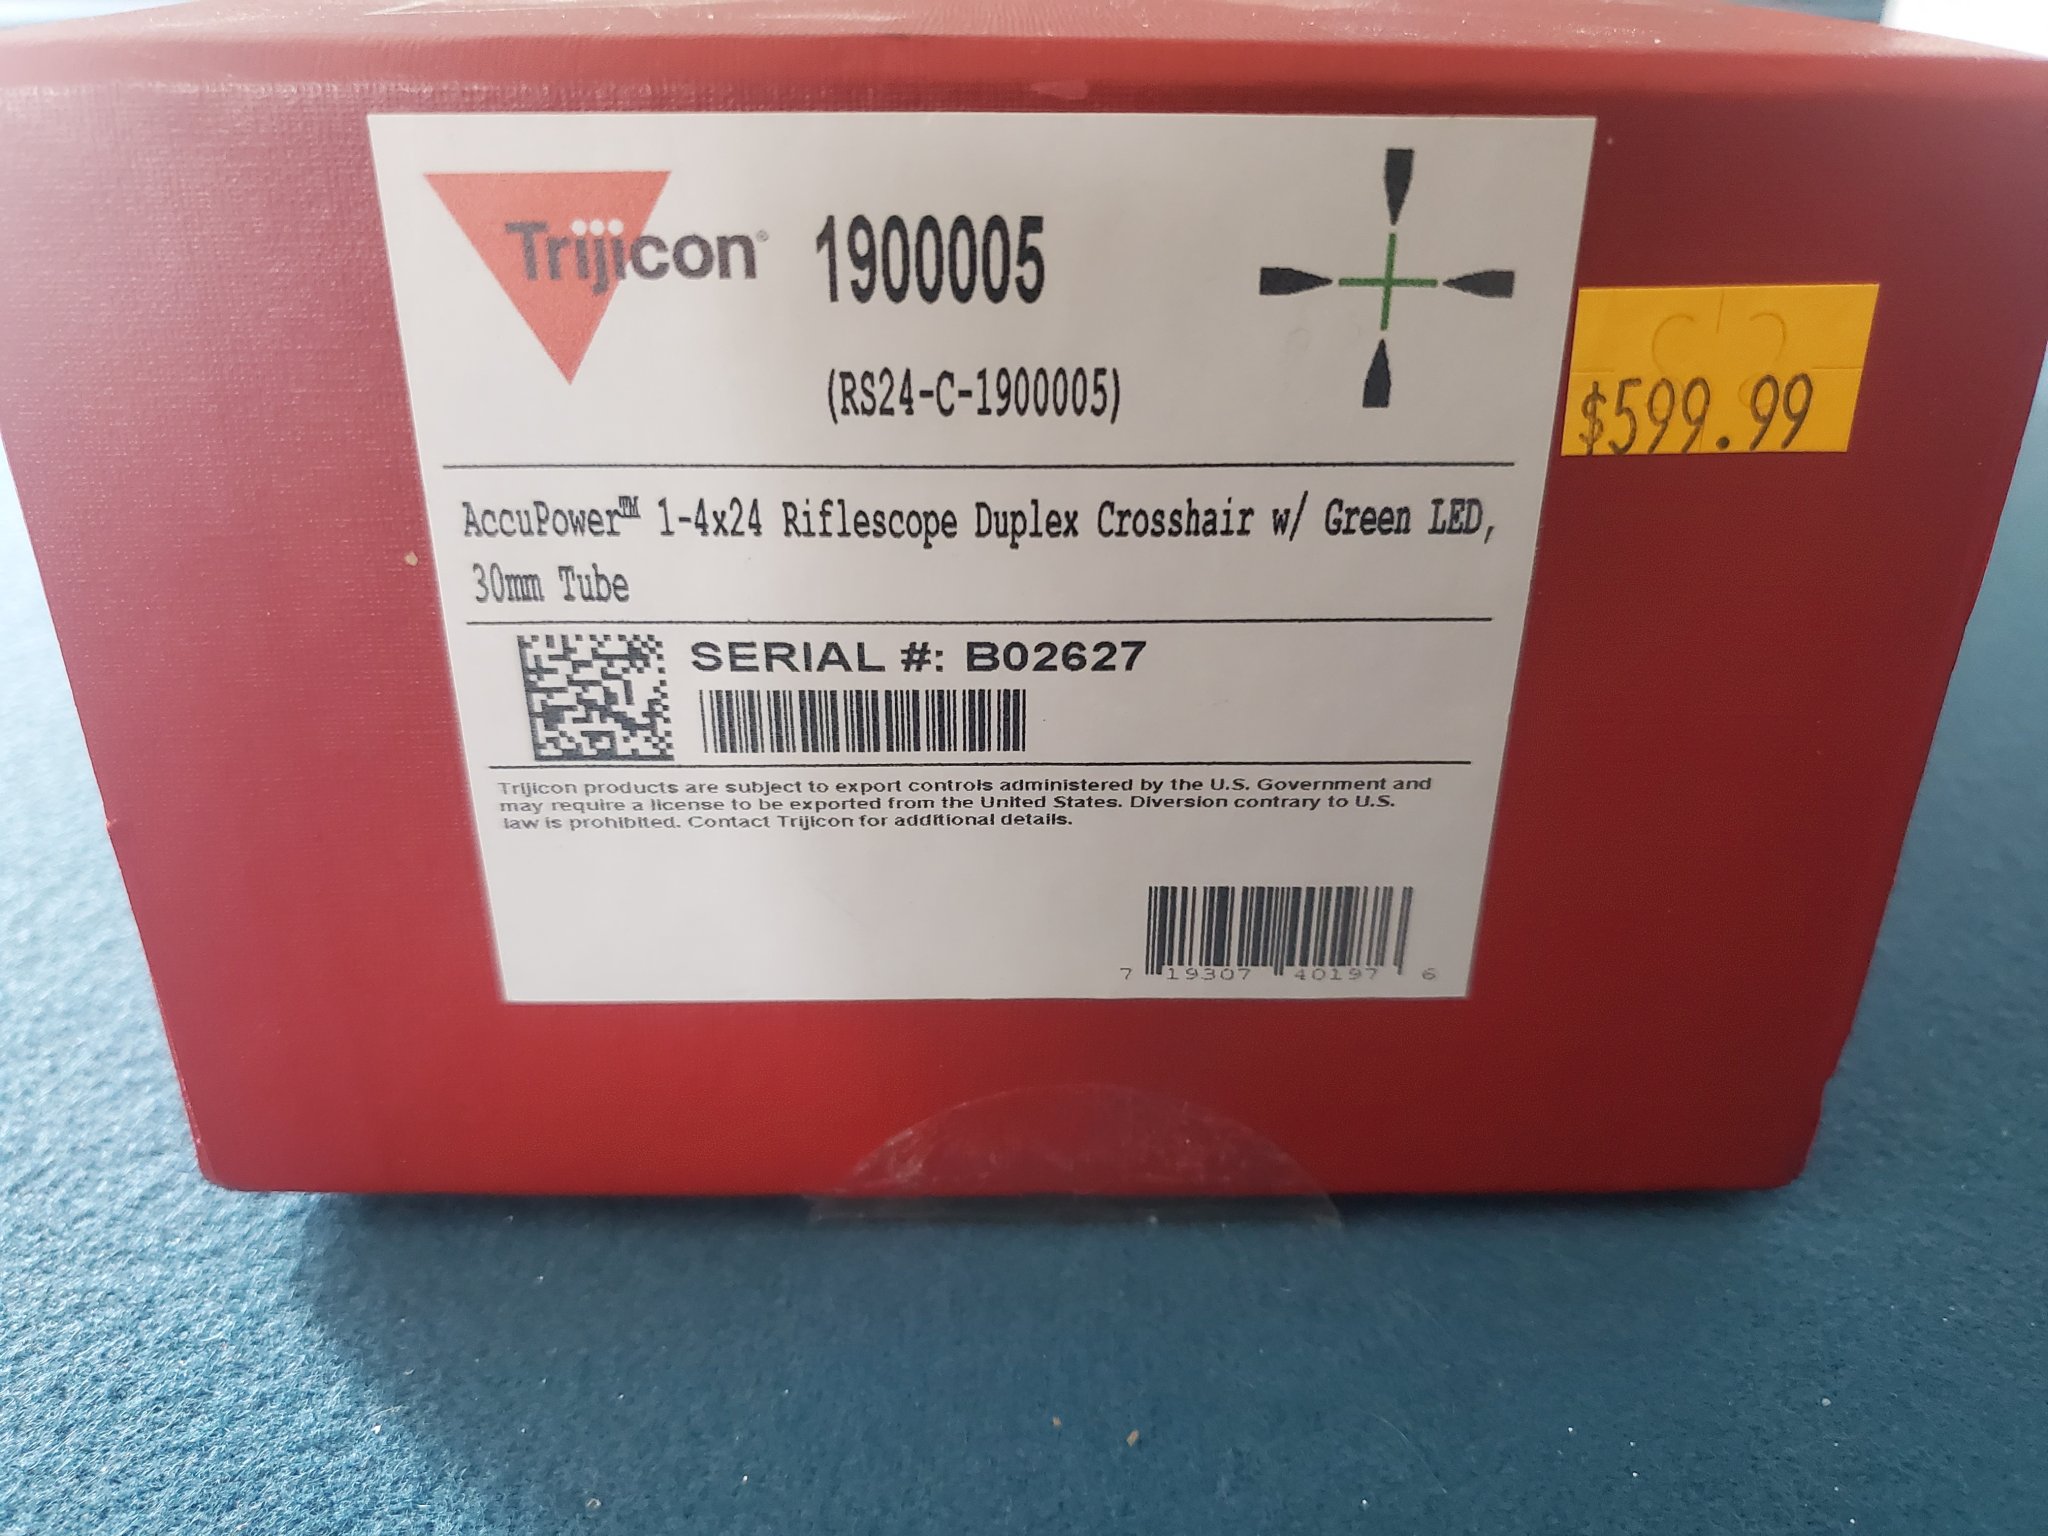 Trijicon® 1900005
(RS24-C-1900005)
$599.99
AccuPower™ 1-4x24 Riflescope Duplex Crosshair w/ Green LED,
30mm Tube
SERIAL #: B02627
Trijicon products are subject to export controls administered by the U.S. Government and
may require a license to be exported from the United States. Diversion contrary to U.S.
law is prohibited. Contact Trijicon for additional details.
7 19307 40197 6